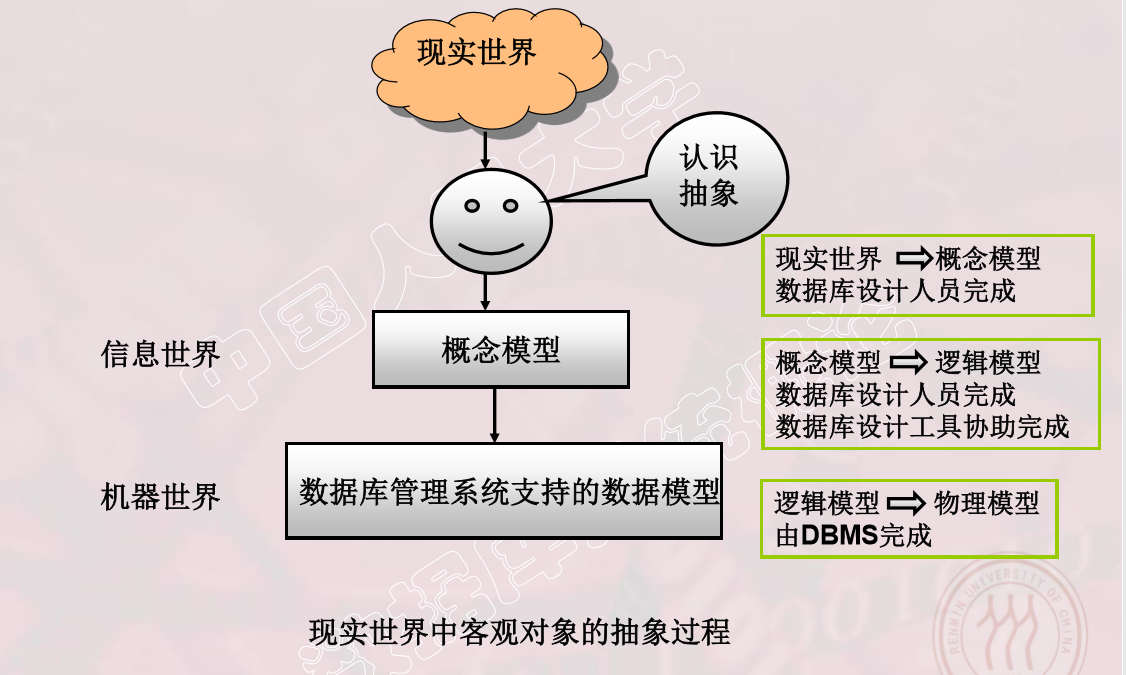 现实世界
认识
抽象
现实世界 概念模型
数据库设计人员完成
信息世界
概念模型
概念模型 逻辑模型
数据库设计人员完成
数据库设计工具协助完成
机器世界
数据库管理系统支持的数据模型
逻辑模型 物理模型
由DBMS完成
现实世界中客观对象的抽象过程
RENMIN UNIVERSITY OF CHINA